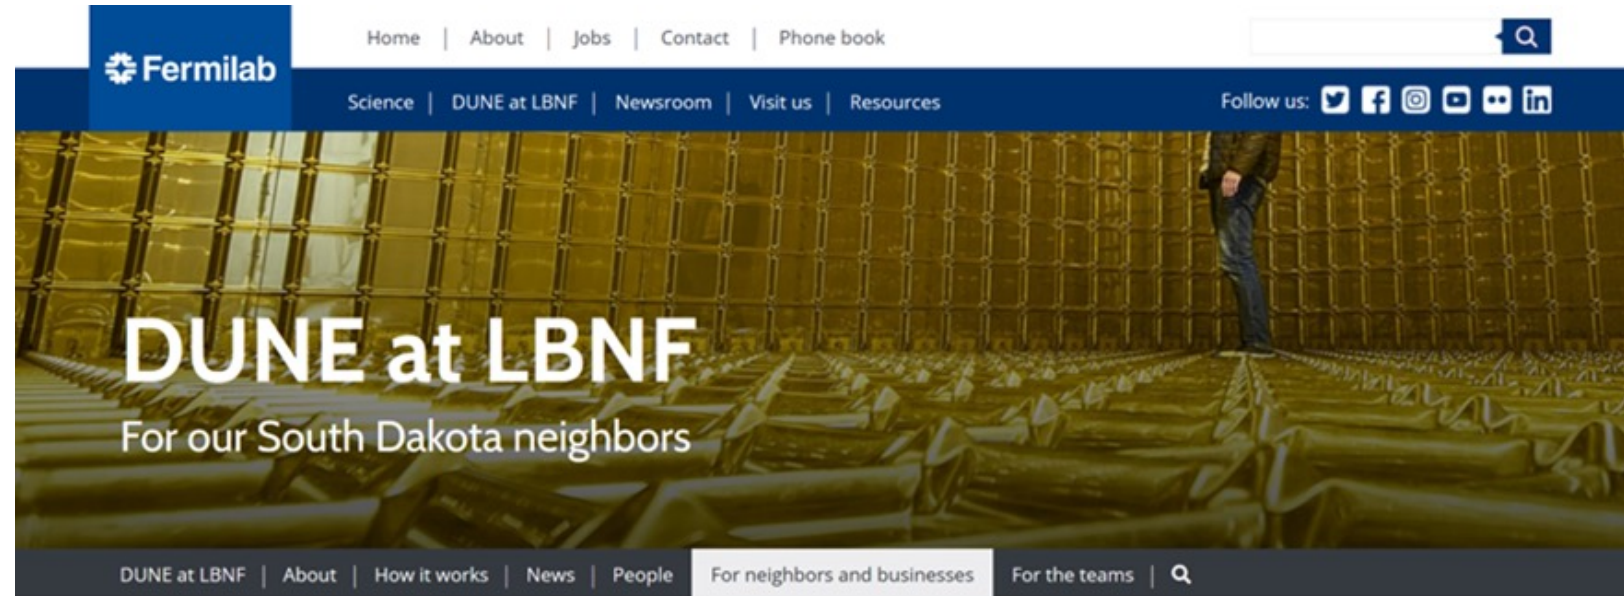 Home | About | Jobs | Contact | Phone book
Fermilab
Science | DUNE at LBNF | Newsroom | Visit us | Resources
Follow us:
DUNE at LBNF
For our South Dakota neighbors
DUNE at LBNF | About | How it works | News | People
For neighbors and businesses
For the teams |